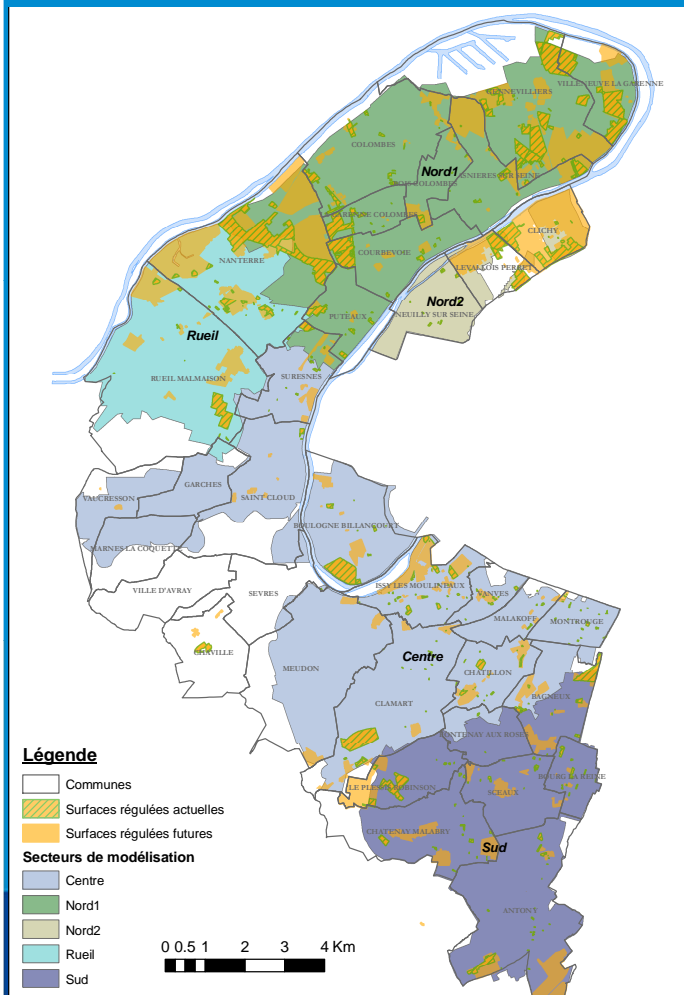 VILLENEUVE LA GARENNE
GENNEVILLIERS
COLOMBES
Nord1
BOIS COLOMBES
ASNIERES SUR SEINE
LA GARENNE COLOMBES
CLICHY
COURBEVOIE
NANTERRE
LEVALLOIS PERRET
Nord2
NEUILLY SUR SEINE
PUTEAUX
Rueil
RUEIL MALMAISON
SURESNES
GARCHES
VAUCRESSON
SAINT CLOUD
BOULOGNE BILLANCOURT
MARNES LA COQUETTE
ISSY LES MOULINEAUX
VILLE D'AVRAY
SEVRES
VANVES
MALAKOFF
MONTROUGE
CHAVILLE
Centre
MEUDON
CHATILLON
BAGNEUX
CLAMART
FONTENAY AUX ROSES
BOURG LA REINE
LE PLESSIS ROBINSON
SCEAUX
CHATENAY MALABRY
Sud
ANTONY
Légende
Communes
Surfaces régulées actuelles
Surfaces régulées futures
Secteurs de modélisation
Centre
Nord1
Nord2
Rueil
Sud
0 0.5 1 2 3 4 Km